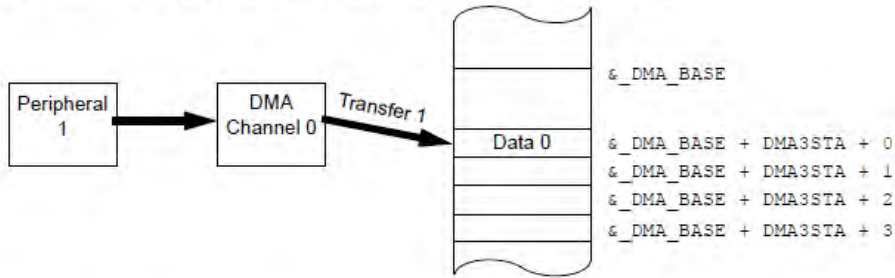 &_DMA_BASE
Peripheral
1
DMA
Channel 0
Transfer 1
Data 0
&_DMA_BASE + DMA3STA + 0
&_DMA_BASE + DMA3STA + 1
&_DMA_BASE + DMA3STA + 2
&_DMA_BASE + DMA3STA + 3